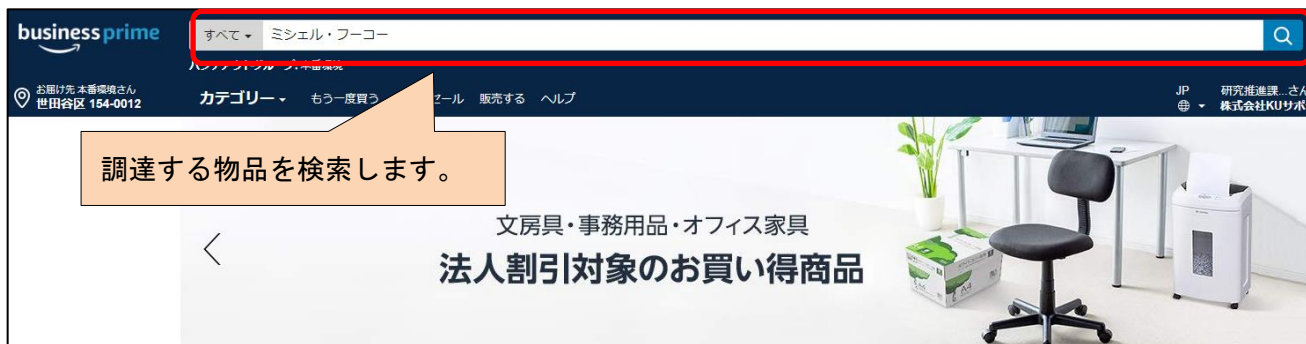 business prime
すべて ミシェル・フーコー
お届け先 本番環境さん
世田谷区 154-0012
カテゴリー もう一度買う セール 販売する ヘルプ
JP 研究推進課...さん
株式会社KUサポ
調達する物品を検索します。
文房具・事務用品・オフィス家具
法人割引対象のお買い得商品
A4
A4